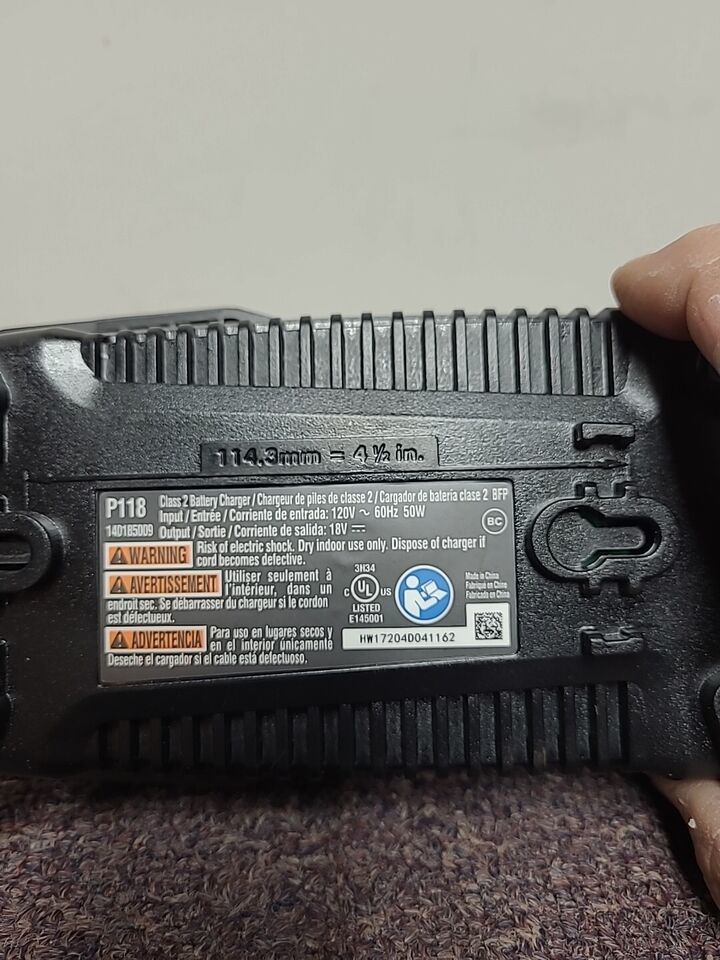 114.3mm = 4 ½ in.
P118 Class 2 Battery Charger / Chargeur de piles de classe 2 / Cargador de bateria clase 2 BFP
Input / Entrée / Corriente de entrada: 120V ~ 60Hz 50W
140185009 Output / Sortie / Corriente de salida: 18V ⎓
BC
WARNING Risk of electric shock. Dry indoor use only. Dispose of charger if
cord becomes defective.
AVERTISSEMENT Utiliser seulement à
l'intérieur, dans un
endroit sec. Se débarrasser du chargeur si le cordon
est défectueux.
ADVERTENCIA Para uso en lugares secos y
en el interior únicamente
Deseche el cargador si el cable está defectuoso.
3H34
C UL US
LISTED
E145001
Made in China
Fabriqué en Chine
Fabricado en China
HW17204D041162